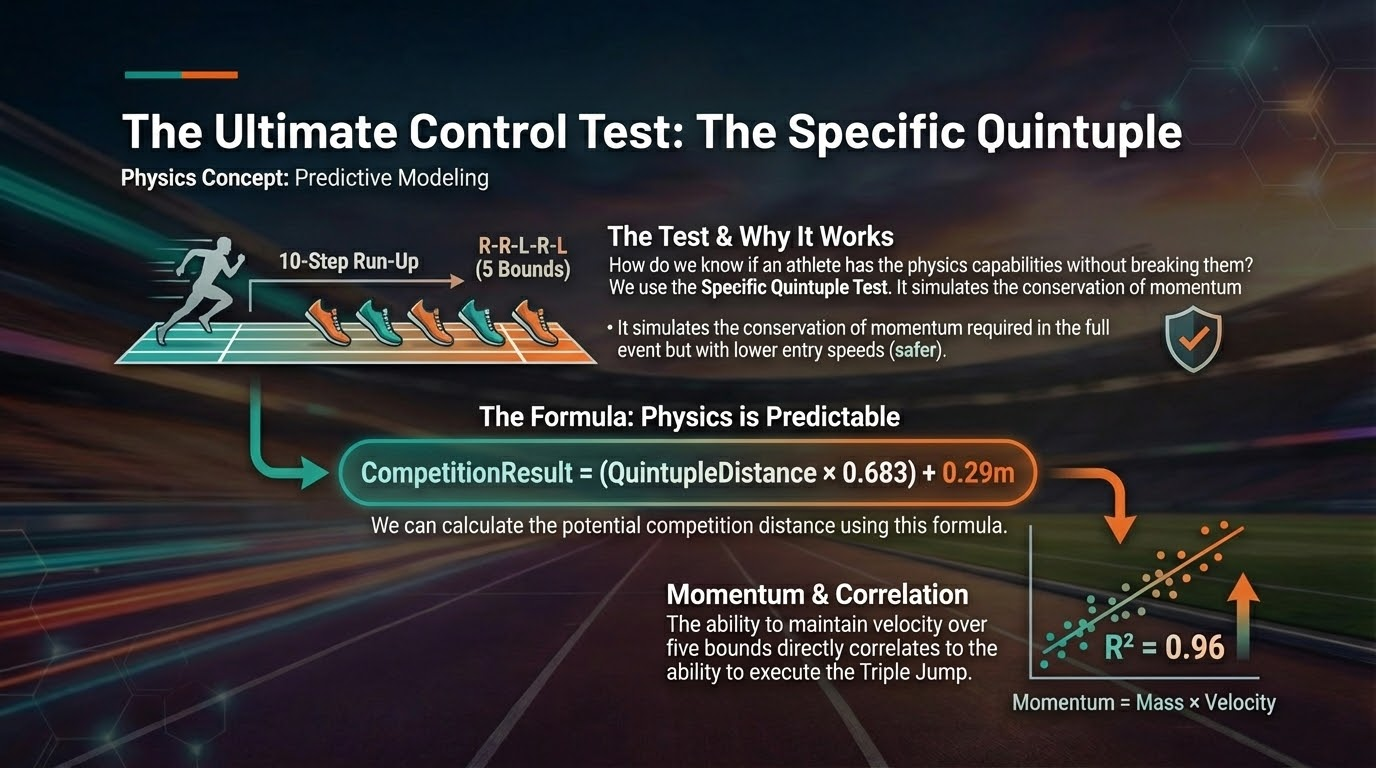 The Ultimate Control Test: The Specific Quintuple
Physics Concept: Predictive Modeling
10-Step Run-Up
R-R-L-R-L
(5 Bounds)
The Test & Why It Works
How do we know if an athlete has the physics capabilities without breaking them?
We use the Specific Quintuple Test. It simulates the conservation of momentum
• It simulates the conservation of momentum required in the full
event but with lower entry speeds (safer).
The Formula: Physics is Predictable
CompetitionResult = (QuintupleDistance × 0.683) + 0.29m
We can calculate the potential competition distance using this formula.
Momentum & Correlation
The ability to maintain velocity over
five bounds directly correlates to the
ability to execute the Triple Jump.
R² = 0.96
Momentum = Mass × Velocity